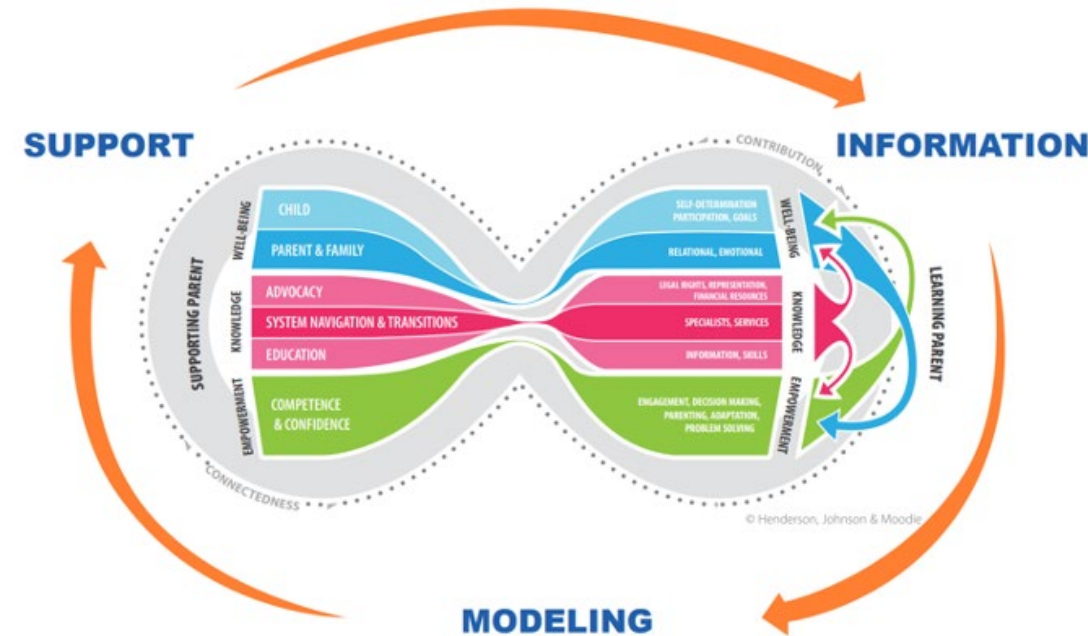 SUPPORT
INFORMATION
CONTRIBUTION
WELL-BEING
CHILD
PARENT & FAMILY
SELF-DETERMINATION
PARTICIPATION, GOALS
RELATIONAL, EMOTIONAL
WELL-BEING
SUPPORTING PARENT
KNOWLEDGE
ADVOCACY
SYSTEM NAVIGATION & TRANSITIONS
EDUCATION
LEGAL RIGHTS, REPRESENTATION,
FINANCIAL RESOURCES
SPECIALISTS, SERVICES
INFORMATION, SKILLS
KNOWLEDGE
LEARNING PARENT
EMPOWERMENT
COMPETENCE
& CONFIDENCE
ENGAGEMENT, DECISION MAKING,
PARENTING, ADAPTATION,
PROBLEM SOLVING
EMPOWERMENT
CONNECTEDNESS
© Henderson, Johnson & Moodie
MODELING